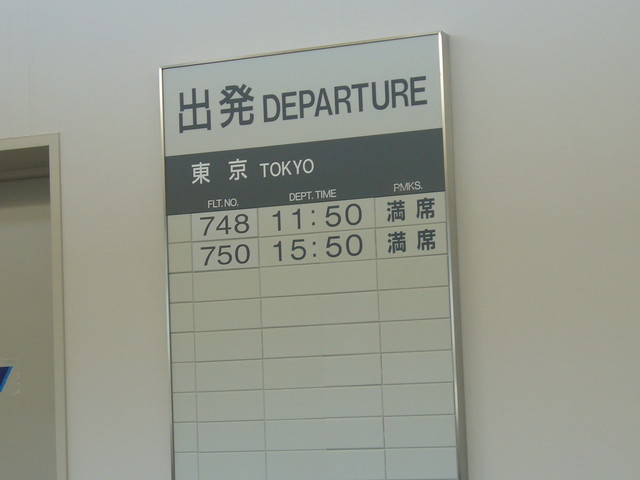 出発 DEPARTURE
東京 TOKYO
FLT. NO. DEPT. TIME P.MKS.
748 11:50 満席
750 15:50 満席